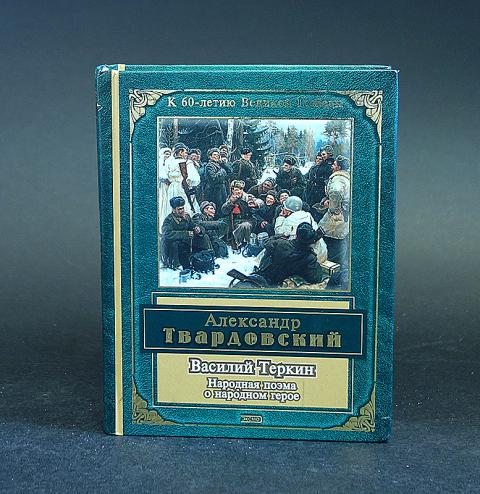 К 60-летию Великой Победы
Александр
Твардовский
Василий Теркин
Народная поэма
о народном герое